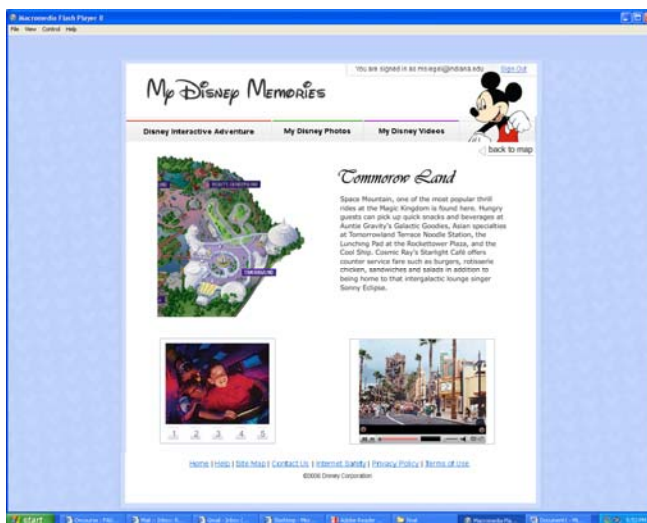 Macromedia Flash Player 8
File View Control Help
You are signed in as msiegel@indiana.edu Sign Out
My Disney Memories
Disney Interactive Adventure My Disney Photos My Disney Videos
back to map
Tommorow Land
Space Mountain, one of the most popular thrill
rides at the Magic Kingdom is found here. Hungry
guests can pick up quick snacks and beverages at
Auntie Gravity's Galactic Goodies, Asian specialties
at Tomorrowland Terrace Noodle Station, the
Lunching Pad at the Rockettower Plaza, and the
Cool Ship. Cosmic Ray's Starlight Café offers
counter service fare such as burgers, rotisserie
chicken, sandwiches and salads in addition to
being home to that intergalactic lounge singer
Sonny Eclipse.
1 2 3 4 5
Home | Help | Site Map | Contact Us | Internet Safety | Privacy Policy | Terms of Use
©2006 Disney Corporation
start